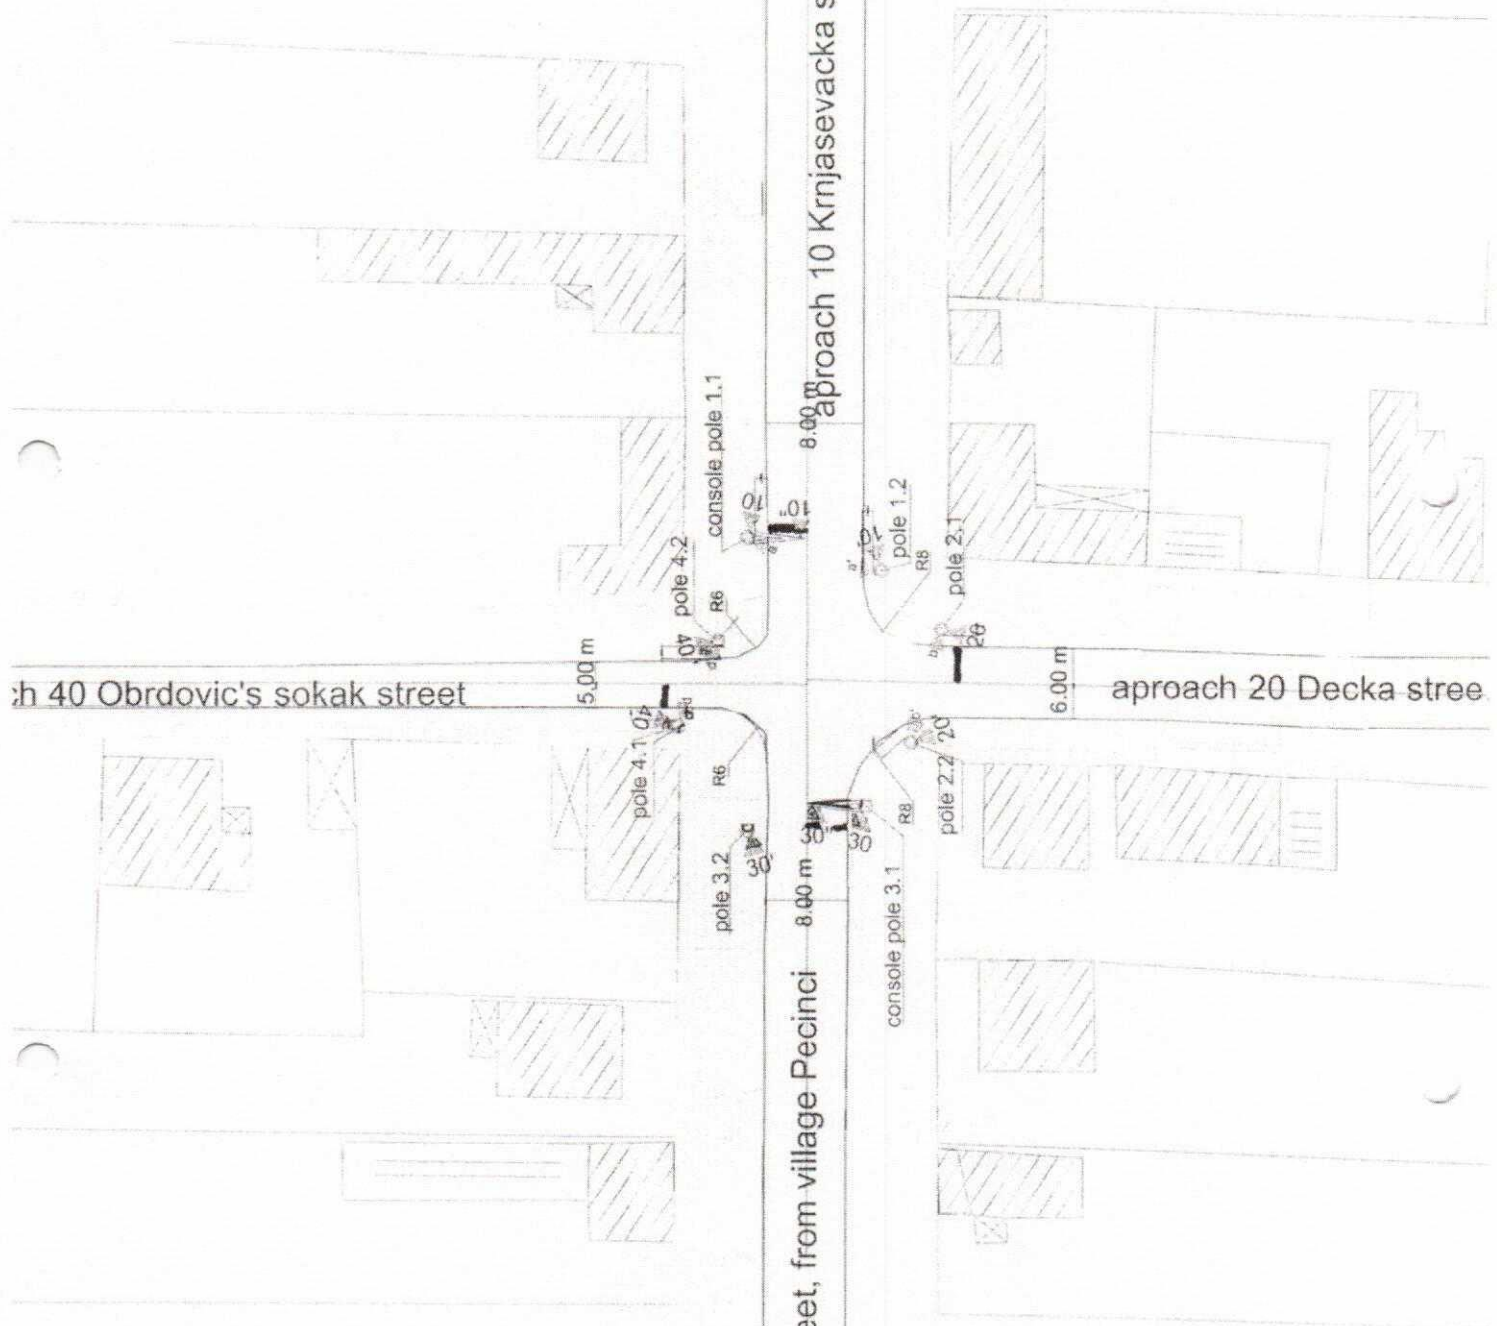 aproach 10 Krnjasevacka s
8.00 m
console pole 1.1
10
10
pole 1.2
10
a'
pole 4.2
R6
R8
pole 2.1
40'
20
b
5.00 m
ch 40 Obrdovic's sokak street
6.00 m
aproach 20 Decka stree
40
pole 4.1
R6
20'
pole 2.2
R8
30
30
30'
pole 3.2
8.00 m
console pole 3.1
eet, from village Pecinci